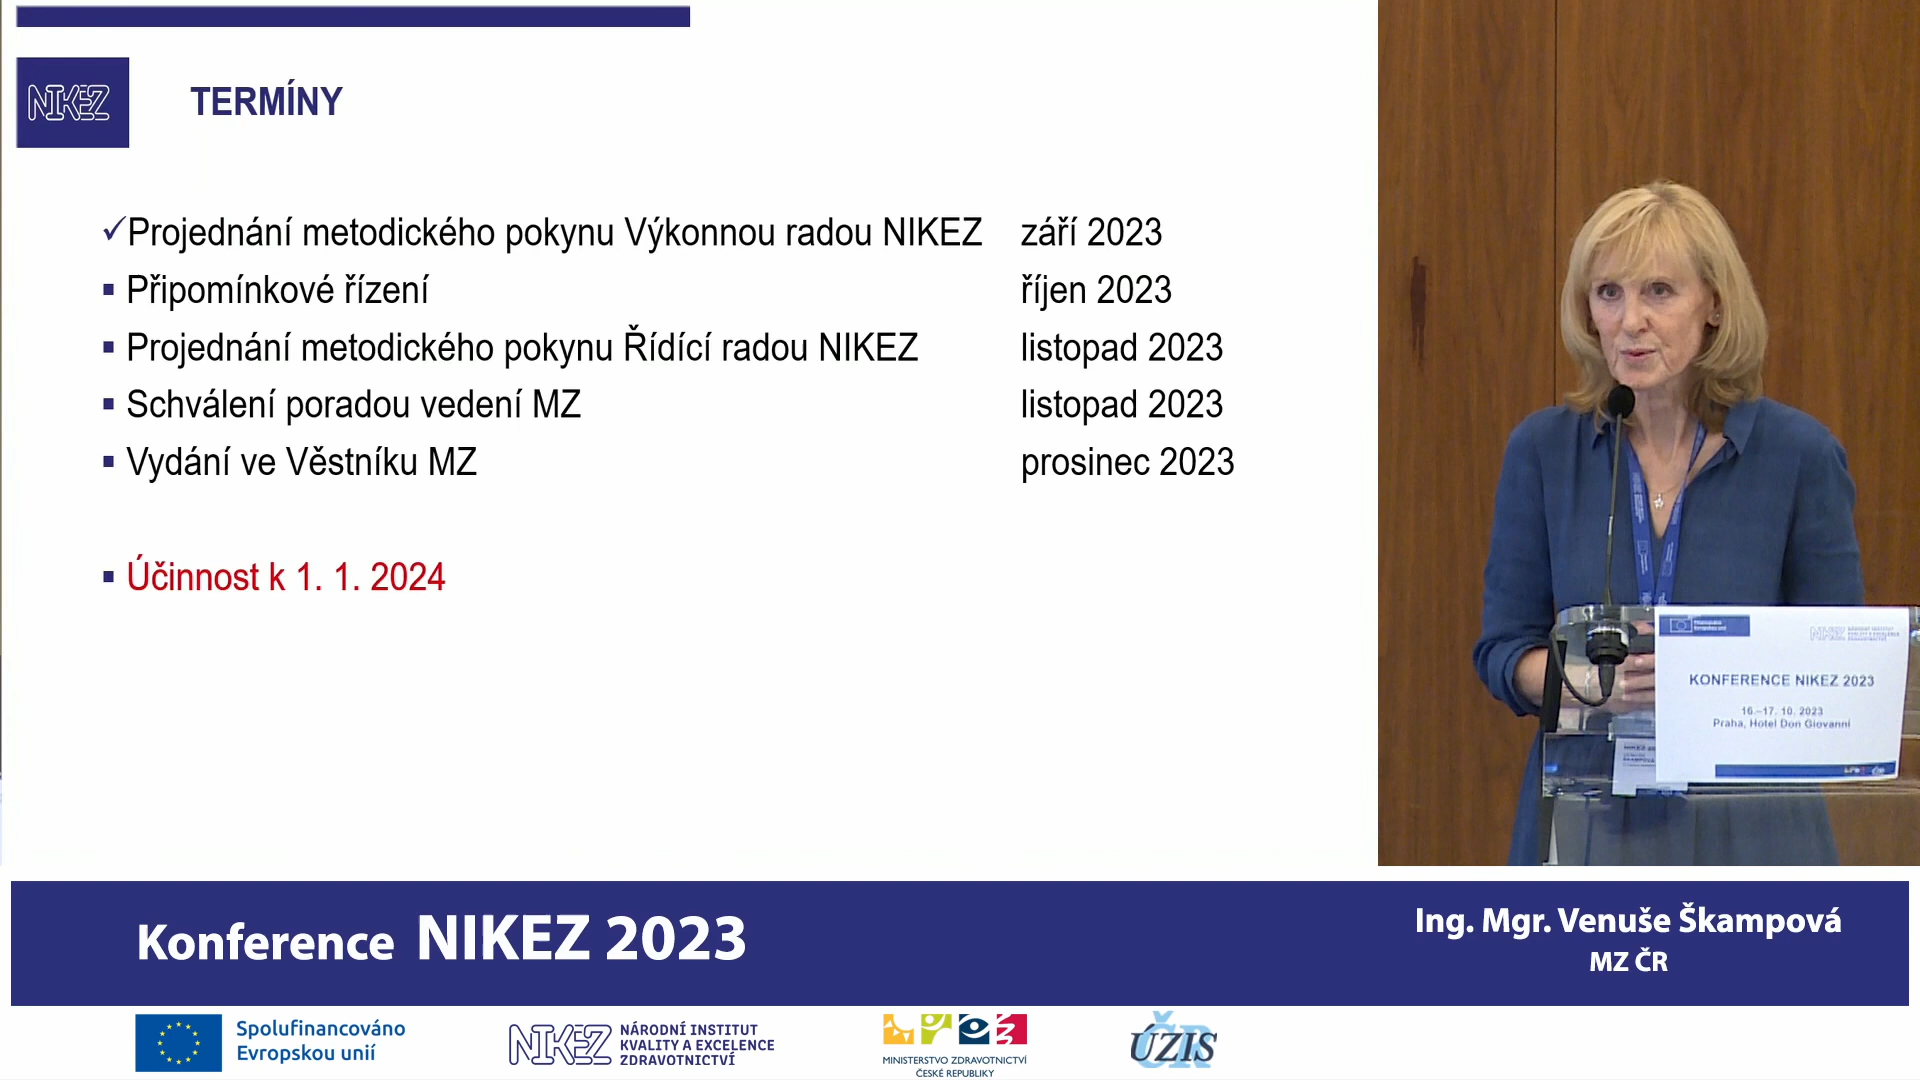 NIKEZ
TERMÍNY
Projednání metodického pokynu Výkonnou radou NIKEZ září 2023
Připomínkové řízení říjen 2023
Projednání metodického pokynu Řídící radou NIKEZ listopad 2023
Schválení poradou vedení MZ listopad 2023
Vydání ve Věstníku MZ prosinec 2023
Účinnost k 1. 1. 2024
KONFERENCE NIKEZ 2023
16.–17. 10. 2023
Praha, Hotel Don Giovanni
Konference NIKEZ 2023
Ing. Mgr. Venuše Škampová
MZ ČR
Spolufinancováno
Evropskou unií
NIKEZ
NÁRODNÍ INSTITUT
KVALITY A EXCELENCE
ZDRAVOTNICTVÍ
MINISTERSTVO ZDRAVOTNICTVÍ
ČESKÉ REPUBLIKY
ÚZIS
ČR